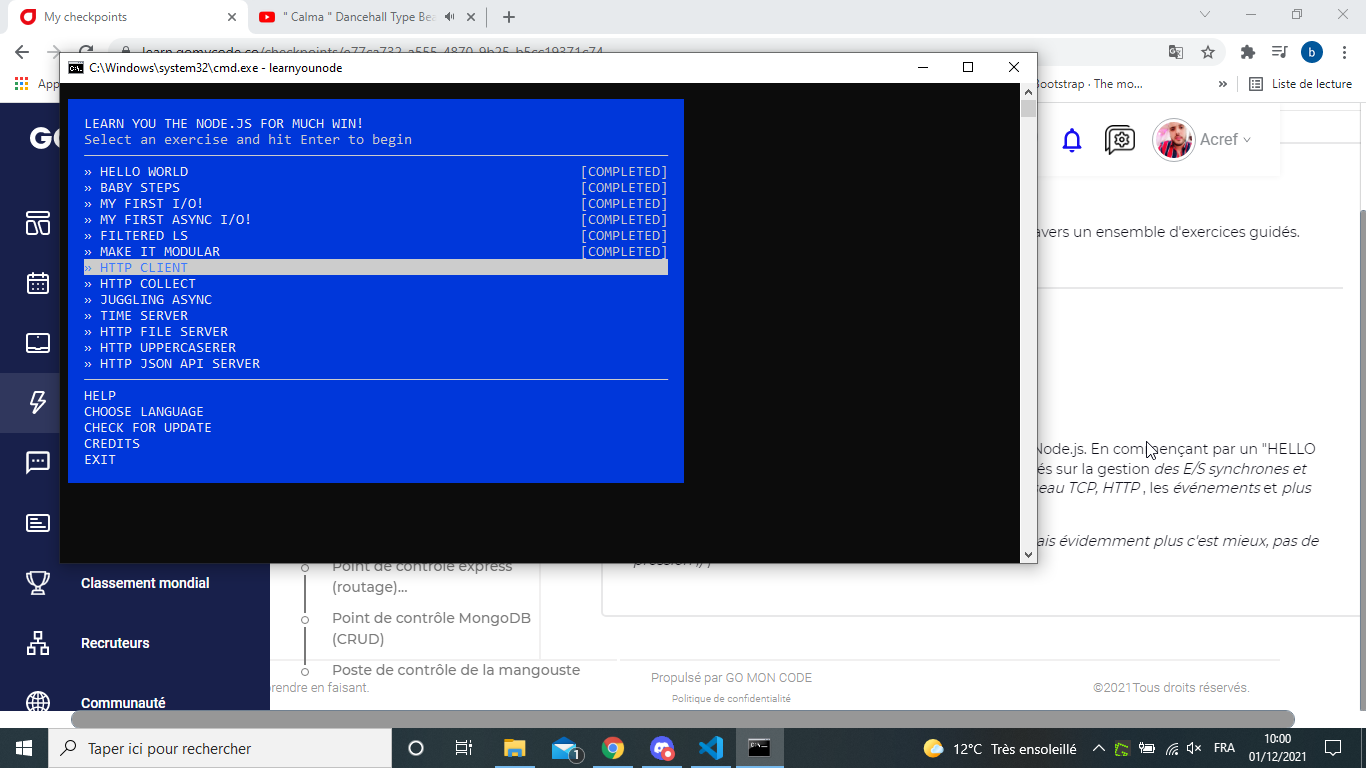 My checkpoints
" Calma " Dancehall Type Bea
learn.gomycode.co/checkpoints/e77ca732-a555-4870-9b25-b5cc19371c74
b
App
C:\Windows\system32\cmd.exe - learnyounode
Bootstrap · The mo...
»
Liste de lecture
LEARN YOU THE NODE.JS FOR MUCH WIN!
Select an exercise and hit Enter to begin
» HELLO WORLD [COMPLETED]
» BABY STEPS [COMPLETED]
» MY FIRST I/O! [COMPLETED]
» MY FIRST ASYNC I/O! [COMPLETED]
» FILTERED LS [COMPLETED]
» MAKE IT MODULAR [COMPLETED]
» HTTP CLIENT
» HTTP COLLECT
» JUGGLING ASYNC
» TIME SERVER
» HTTP FILE SERVER
» HTTP UPPERCASERER
» HTTP JSON API SERVER
HELP
CHOOSE LANGUAGE
CHECK FOR UPDATE
CREDITS
EXIT
GO
Acref
avers un ensemble d'exercices guidés.
Node.js. En commençant par un "HELLO
és sur la gestion des E/S synchrones et
eau TCP, HTTP , les événements et plus
ais évidemment plus c'est mieux, pas de
Point de contrôle express
(routage)...
Point de contrôle MongoDB
(CRUD)
Poste de contrôle de la mangouste
Classement mondial
Recruteurs
Communauté
rendre en faisant.
Propulsé par GO MON CODE
Politique de confidentialité
©2021Tous droits réservés.
Taper ici pour rechercher
1
12°C Très ensoleillé
FRA
10:00
01/12/2021